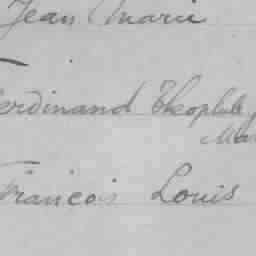 Jean Marie
Ferdinand Théophile
François Louis